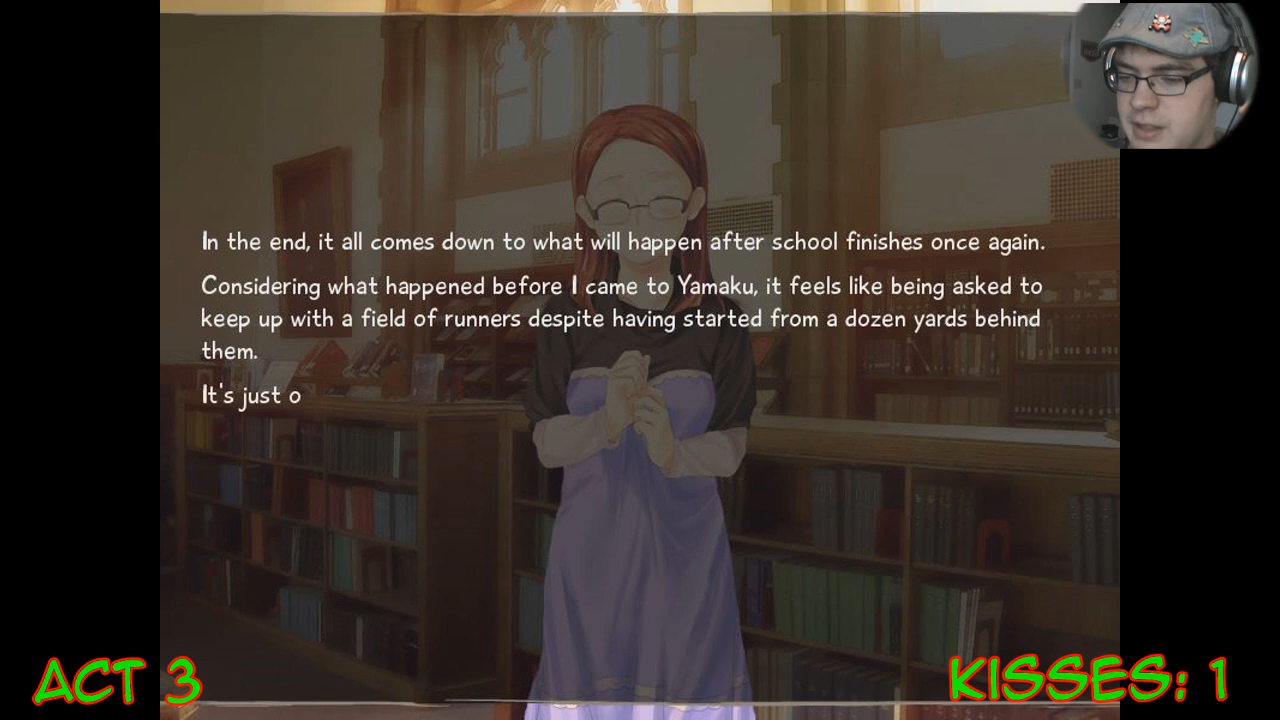 In the end, it all comes down to what will happen after school finishes once again.
Considering what happened before I came to Yamaku, it feels like being asked to
keep up with a field of runners despite having started from a dozen yards behind
them.
It's just o
ACT 3
KISSES: 1